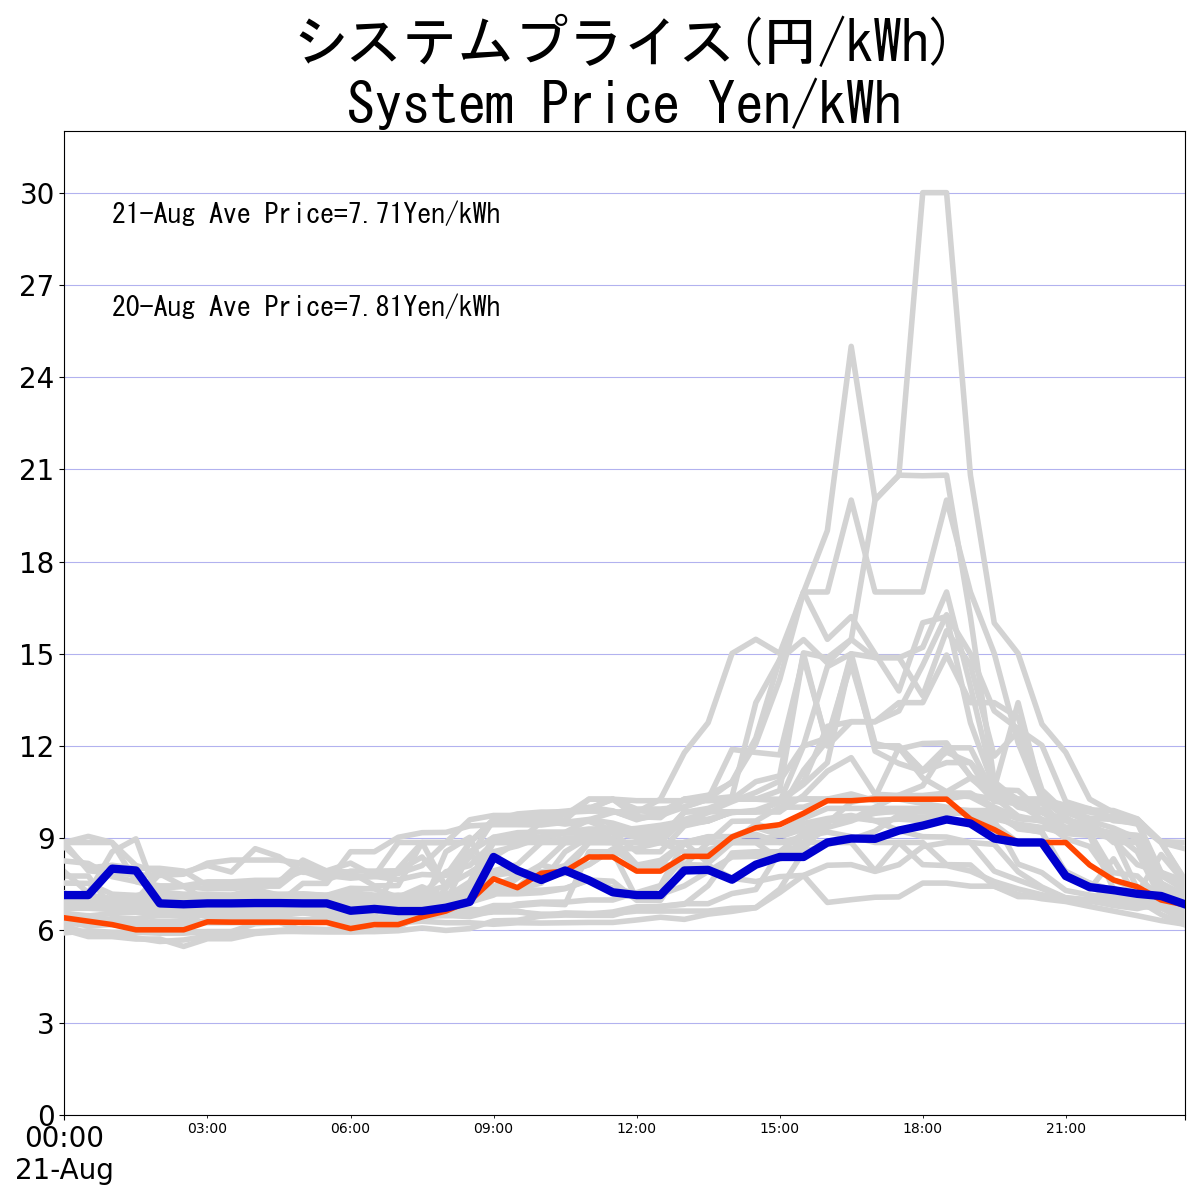 システムプライス(円/kWh)
System Price Yen/kWh
30
21-Aug Ave Price=7.71Yen/kWh
27
20-Aug Ave Price=7.81Yen/kWh
24
21
18
15
12
9
6
3
0
00:00 03:00 06:00 09:00 12:00 15:00 18:00 21:00
21-Aug